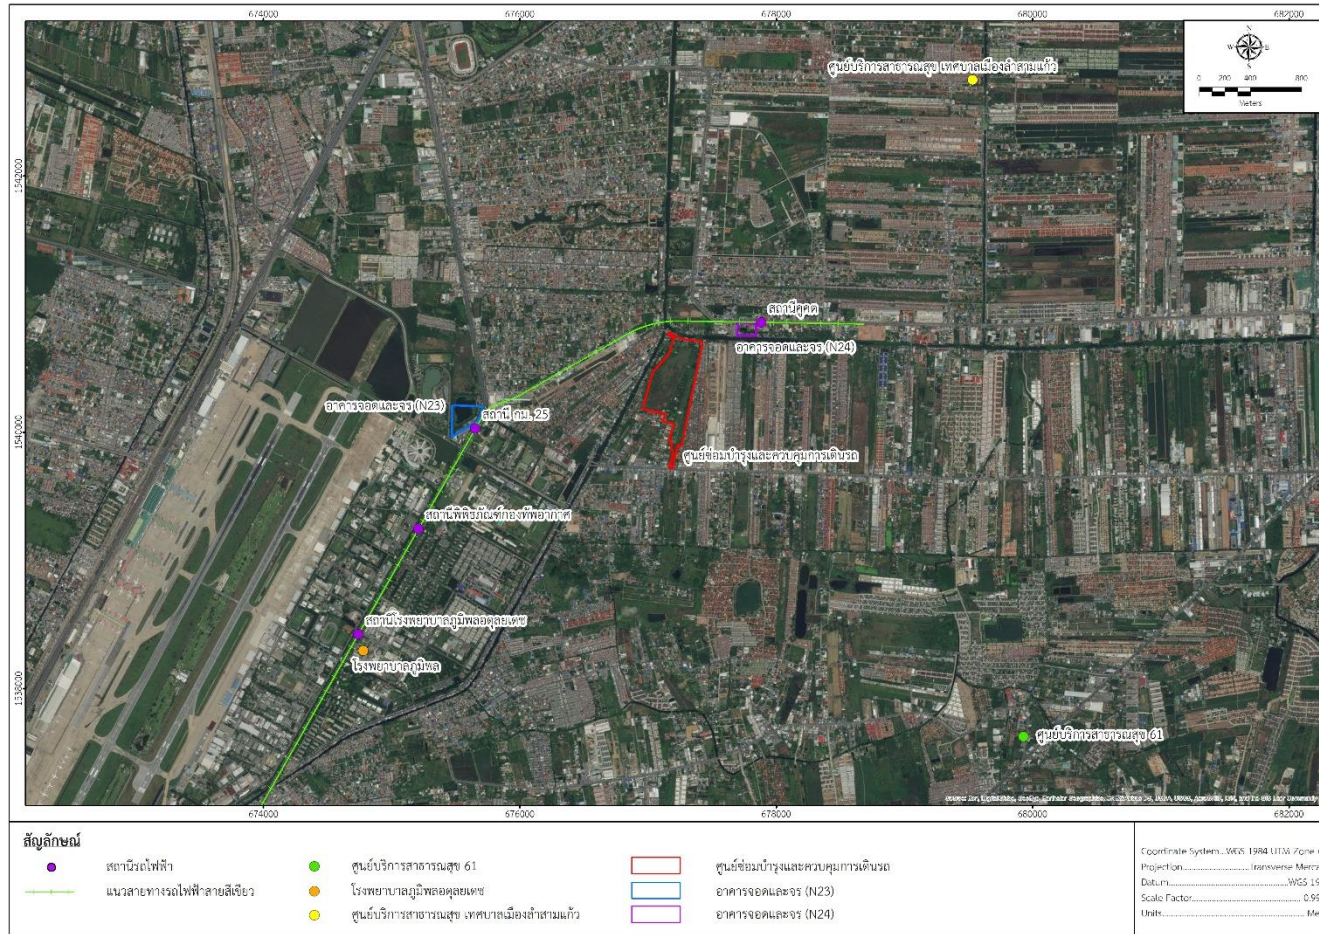 674000 676000 678000 680000 682000
N
W E
S
0 200 400 800
Meters
ศูนย์บริการสาธารณสุข เทศบาลเมืองลำสามแก้ว
1542000
สถานีคูคต
อาคารจอดและจร (N24)
อาคารจอดและจร (N23)
สถานี กม. 25
1540000
ศูนย์ซ่อมบำรุงและควบคุมการเดินรถ
สถานีพิพิธภัณฑ์กองทัพอากาศ
สถานีโรงพยาบาลภูมิพลอดุลยเดช
โรงพยาบาลภูมิพล
1538000
ศูนย์บริการสาธารณสุข 61
674000 676000 678000 680000 682000
สัญลักษณ์
สถานีรถไฟฟ้า
แนวสายทางรถไฟฟ้าสายสีเขียว
ศูนย์บริการสาธารณสุข 61
โรงพยาบาลภูมิพลอดุลยเดช
ศูนย์บริการสาธารณสุข เทศบาลเมืองลำสามแก้ว
ศูนย์ซ่อมบำรุงและควบคุมการเดินรถ
อาคารจอดและจร (N23)
อาคารจอดและจร (N24)
Coordinate System...WGS 1984 UTM Zone
Projection.....................Transverse Merca
Datum....................................WGS 19
Scale Factor.................................0.99
Units..........................................Me